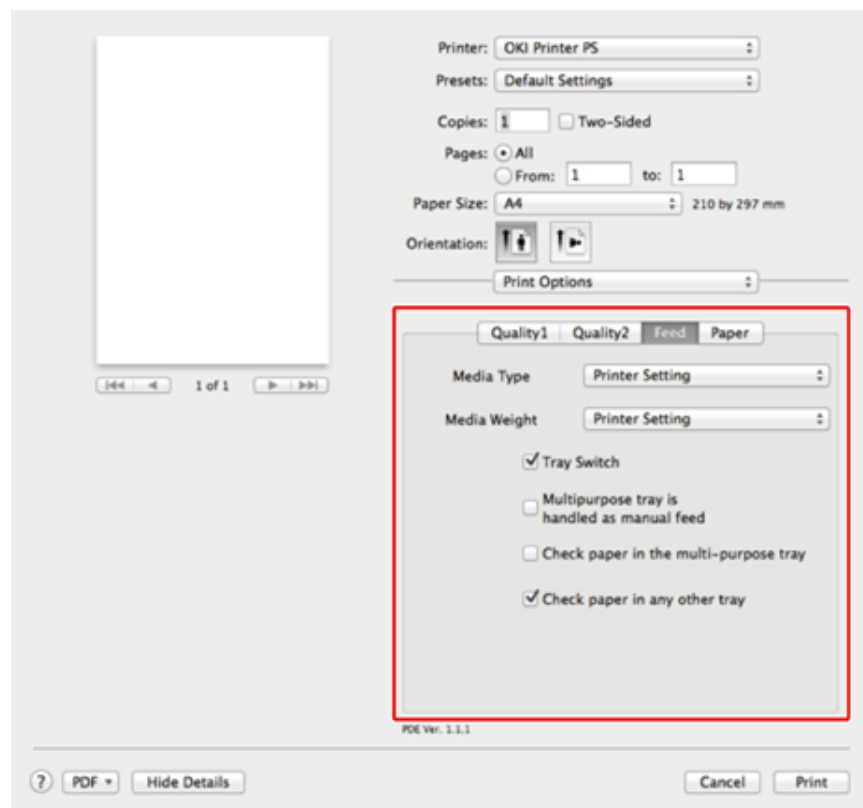 Printer: OKI Printer PS
Presets: Default Settings
Copies: 1 Two-Sided
Pages: All
From: 1 to: 1
Paper Size: A4 210 by 297 mm
Orientation:
Print Options
Quality1 Quality2 Feed Paper
1 of 1
Media Type Printer Setting
Media Weight Printer Setting
Tray Switch
Multipurpose tray is
handled as manual feed
Check paper in the multi-purpose tray
Check paper in any other tray
PDE Ver. 1.1.1
? PDF Hide Details Cancel Print